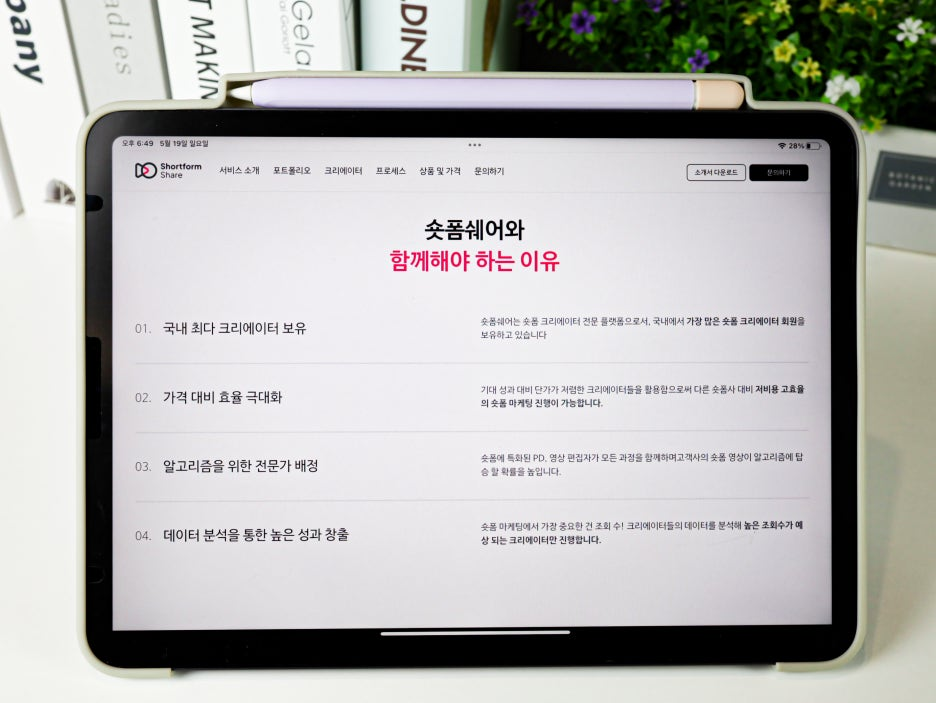 pany
adies
T MAKIN
Gela
Gariott
LDINE
오후 6:49 5월 19일 일요일
28%
Shortform
Share
서비스 소개 포트폴리오 크리에이터 프로세스 상품 및 가격 문의하기
소개서 다운로드 문의하기
BOTANIC
GARDEN
숏폼쉐어와
함께해야 하는 이유
01. 국내 최다 크리에이터 보유
숏폼쉐어는 숏폼 크리에이터 전문 플랫폼으로서, 국내에서 가장 많은 숏폼 크리에이터 회원을
보유하고 있습니다
02. 가격 대비 효율 극대화
기대 성과 대비 단가가 저렴한 크리에이터들을 활용함으로써 다른 숏폼사 대비 저비용 고효율
의 숏폼 마케팅 진행이 가능합니다.
03. 알고리즘을 위한 전문가 배정
숏폼에 특화된 PD, 영상 편집자가 모든 과정을 함께하며고객사의 숏폼 영상이 알고리즘에 탑
승 할 확률을 높입니다.
04. 데이터 분석을 통한 높은 성과 창출
숏폼 마케팅에서 가장 중요한 건 조회 수! 크리에이터들의 데이터를 분석해 높은 조회수가 예
상 되는 크리에이터만 진행합니다.